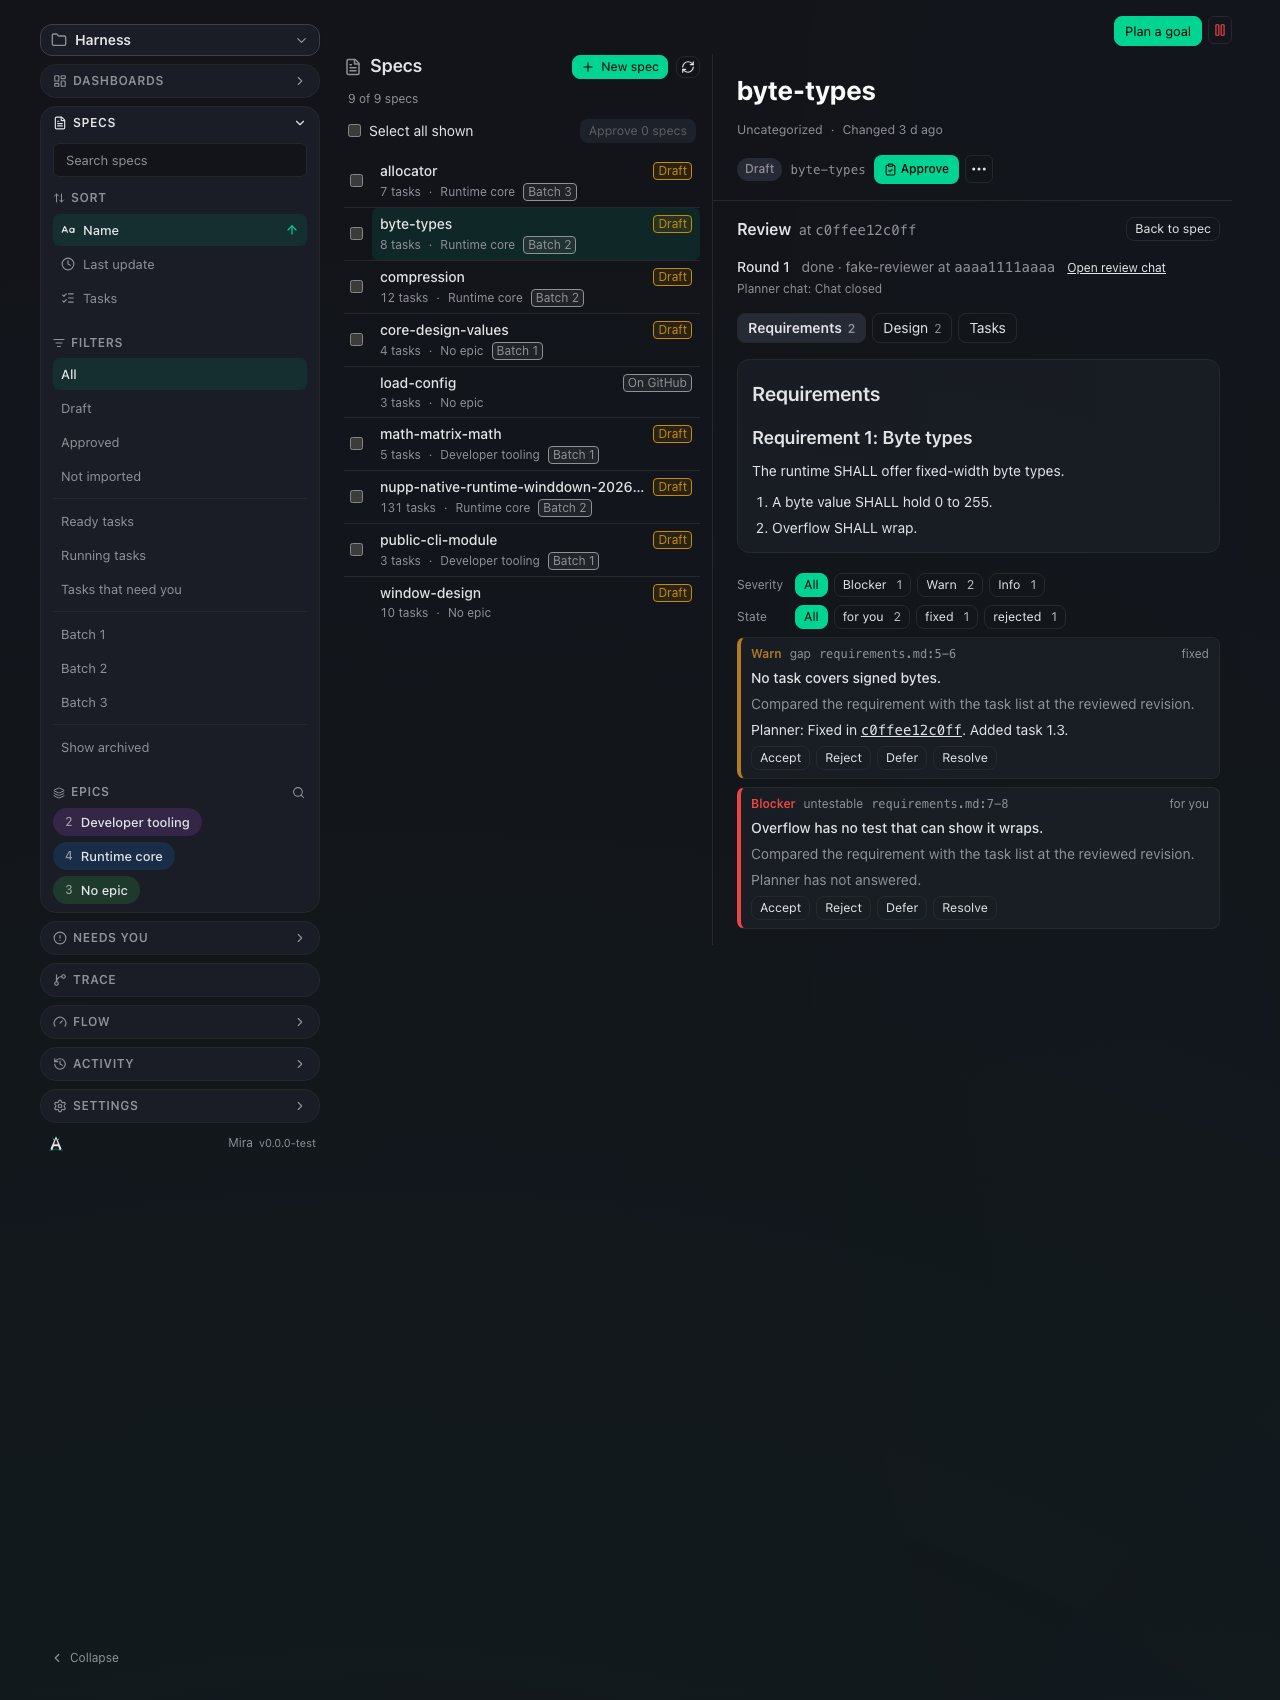 Harness
DASHBOARDS
SPECS
Search specs
SORT
Aa Name
Last update
Tasks
FILTERS
All
Draft
Approved
Not imported
Ready tasks
Running tasks
Tasks that need you
Batch 1
Batch 2
Batch 3
Show archived
EPICS
2 Developer tooling
4 Runtime core
3 No epic
NEEDS YOU
TRACE
FLOW
ACTIVITY
SETTINGS
A Mira v0.0.0-test
Collapse
Specs
New spec
9 of 9 specs
Select all shown
Approve 0 specs
allocator Draft
7 tasks · Runtime core Batch 3
byte-types Draft
8 tasks · Runtime core Batch 2
compression Draft
12 tasks · Runtime core Batch 2
core-design-values Draft
4 tasks · No epic Batch 1
load-config On GitHub
3 tasks · No epic
math-matrix-math Draft
5 tasks · Developer tooling Batch 1
nupp-native-runtime-winddown-2026... Draft
131 tasks · Runtime core Batch 2
public-cli-module Draft
3 tasks · Developer tooling Batch 1
window-design Draft
10 tasks · No epic
Plan a goal
byte-types
Uncategorized · Changed 3 d ago
Draft byte-types Approve
Review at c0ffee12c0ff Back to spec
Round 1 done · fake-reviewer at aaaa1111aaaa Open review chat
Planner chat: Chat closed
Requirements 2 Design 2 Tasks
Requirements
Requirement 1: Byte types
The runtime SHALL offer fixed-width byte types.
1. A byte value SHALL hold 0 to 255.
2. Overflow SHALL wrap.
Severity All Blocker 1 Warn 2 Info 1
State All for you 2 fixed 1 rejected 1
Warn gap requirements.md:5-6 fixed
No task covers signed bytes.
Compared the requirement with the task list at the reviewed revision.
Planner: Fixed in c0ffee12c0ff. Added task 1.3.
Accept Reject Defer Resolve
Blocker untestable requirements.md:7-8 for you
Overflow has no test that can show it wraps.
Compared the requirement with the task list at the reviewed revision.
Planner has not answered.
Accept Reject Defer Resolve